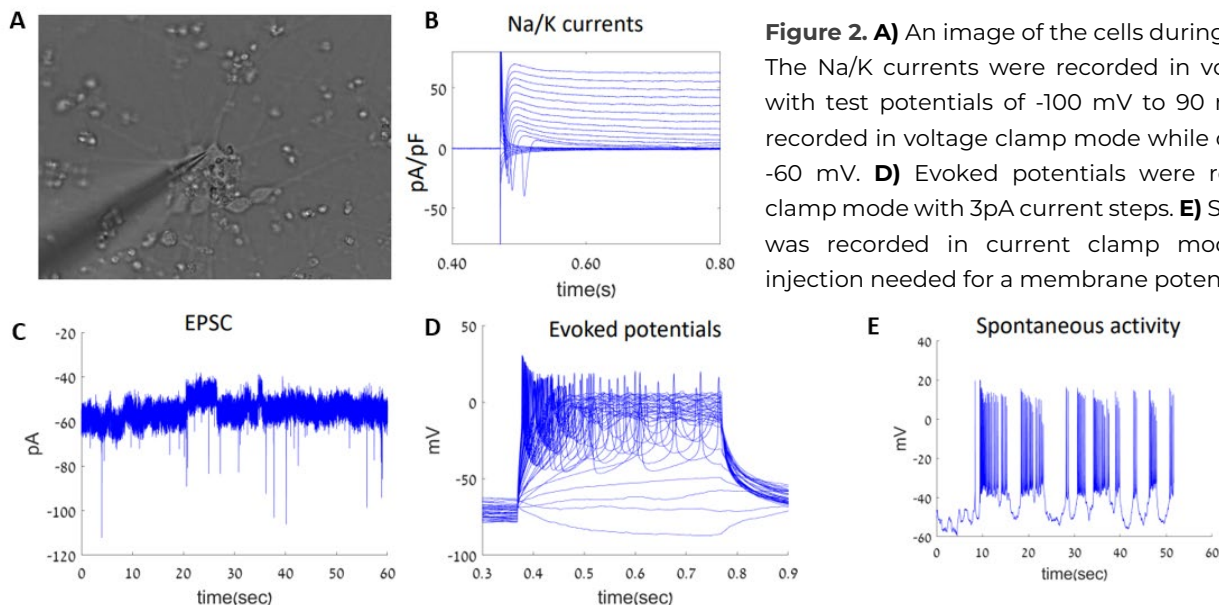 A
B
Na/K currents
pA/pF
50
0
-50
0.40
0.60
0.80
time(s)
Figure 2. A) An image of the cells during
The Na/K currents were recorded in vo
with test potentials of -100 mV to 90 m
recorded in voltage clamp mode while c
-60 mV. D) Evoked potentials were re
clamp mode with 3pA current steps. E) S
was recorded in current clamp mod
injection needed for a membrane poten
C
EPSC
pA
-20
-40
-60
-80
-100
-120
0
10
20
30
40
50
60
time(sec)
D
Evoked potentials
mV
50
0
-50
-100
0.3
0.4
0.5
0.6
0.7
0.8
0.9
time(sec)
E
Spontaneous activity
mV
40
20
0
-20
-40
-60
0
10
20
30
40
50
60
time(sec)